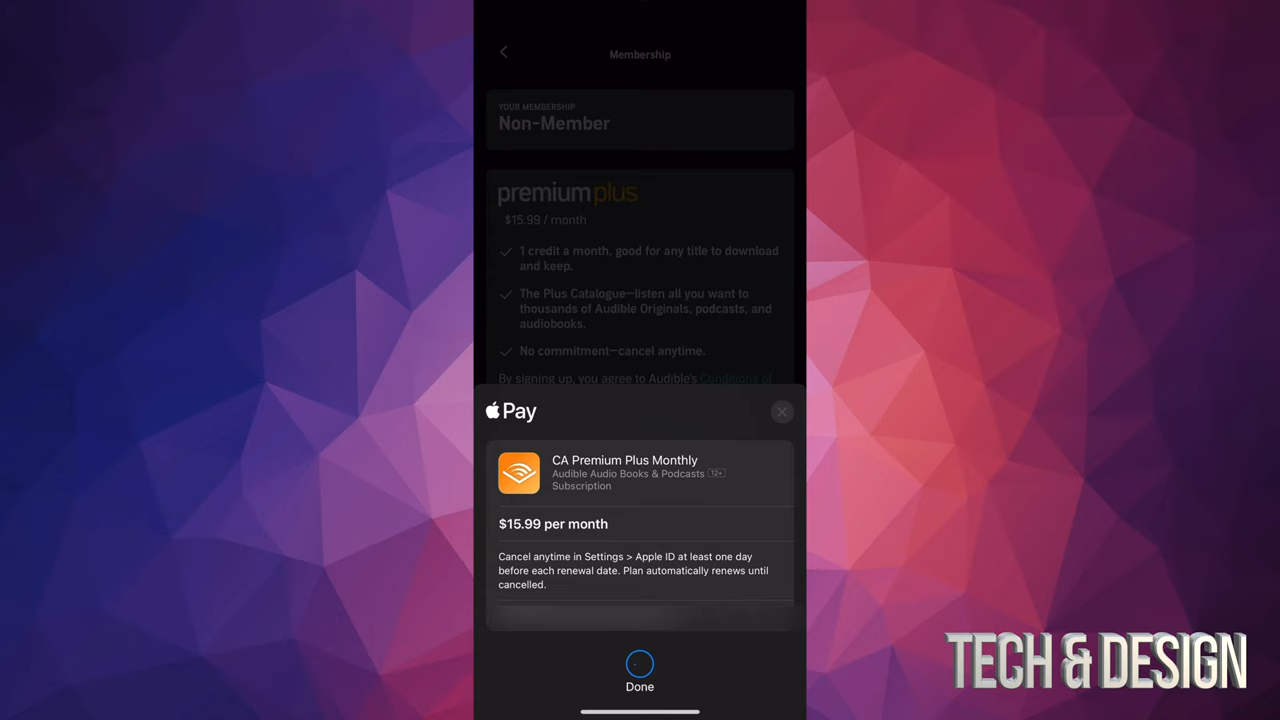 Membership
YOUR MEMBERSHIP
Non-Member
premium plus
$15.99 / month
1 credit a month, good for any title to download
and keep.
The Plus Catalogue—listen all you want to
thousands of Audible Originals, podcasts, and
audiobooks.
No commitment—cancel anytime.
By signing up, you agree to Audible's Conditions of
Pay
CA Premium Plus Monthly
Audible Audio Books & Podcasts 12+
Subscription
$15.99 per month
Cancel anytime in Settings > Apple ID at least one day
before each renewal date. Plan automatically renews until
cancelled.
Done
TECH & DESIGN